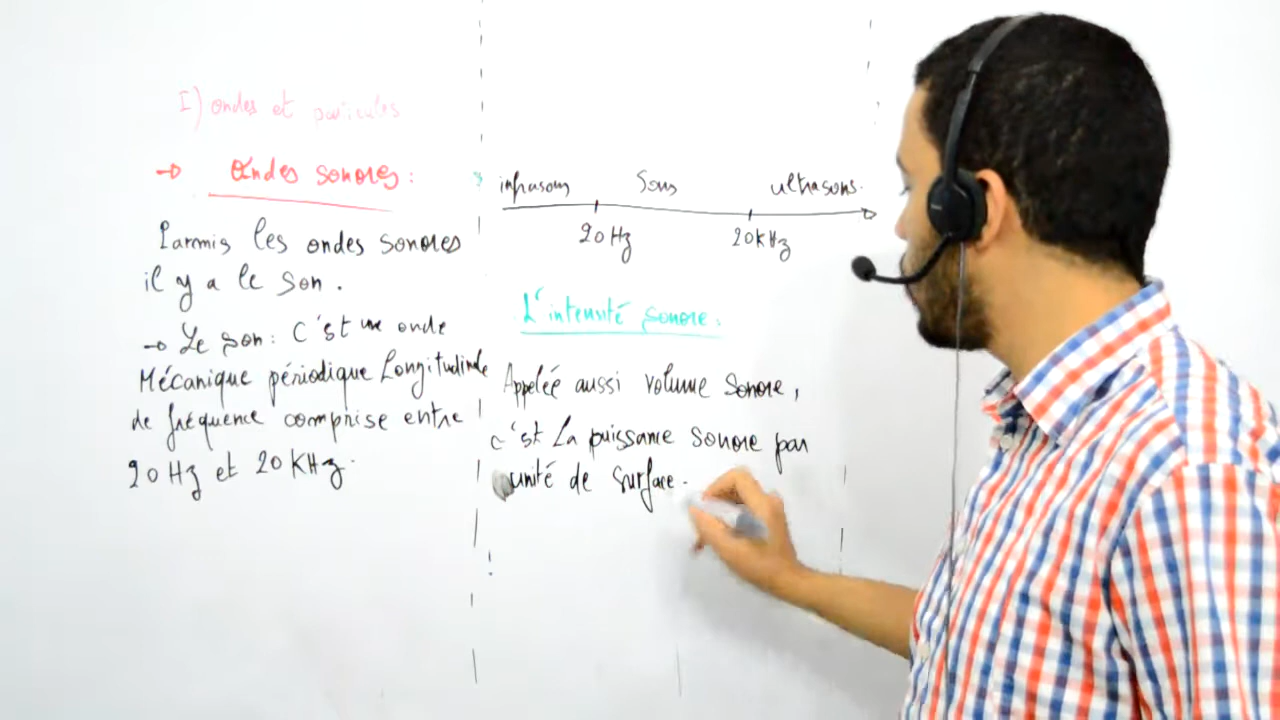 I) ondes et particules
→ Ondes sonores :
Parmis les ondes sonores
il y a le son .
→ Le son : C'st une onde
Mécanique périodique Longitudinale
de fréquence comprise entre
20 Hz et 20 KHz.
infrasons Sons ultrasons.
20 Hz 20 KHz
L'intensité sonore .
Appelée aussi volume sonore ,
c'st La puissance sonore par
unité de surface .